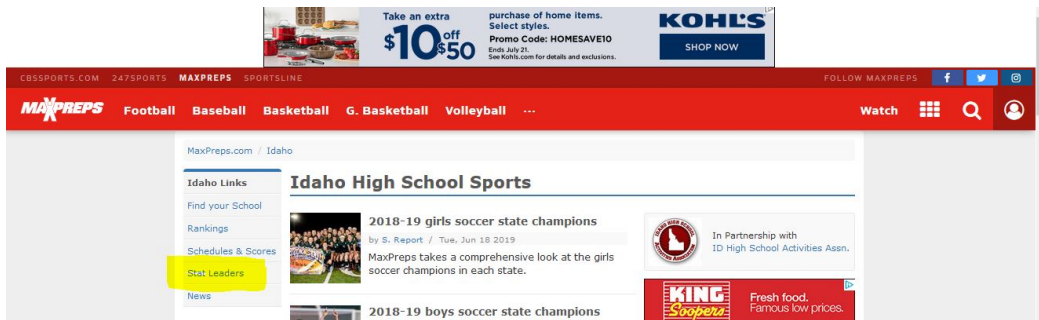 Take an extra
$10 off $50
purchase of home items.
Select styles.
Promo Code: HOMESAVE10
Ends July 21.
See Kohls.com for details and exclusions.
KOHL'S
SHOP NOW
CBSSPORTS.COM 247SPORTS MAXPREPS SPORTSLINE
FOLLOW MAXPREPS
MAXPREPS Football Baseball Basketball G. Basketball Volleyball ...
Watch
MaxPreps.com / Idaho
Idaho Links
Find your School
Rankings
Schedules & Scores
Stat Leaders
News
Idaho High School Sports
2018-19 girls soccer state champions
by S. Report / Tue, Jun 18 2019
MaxPreps takes a comprehensive look at the girls
soccer champions in each state.
2018-19 boys soccer state champions
In Partnership with
ID High School Activities Assn.
KING
Soopers
Fresh food.
Famous low prices.